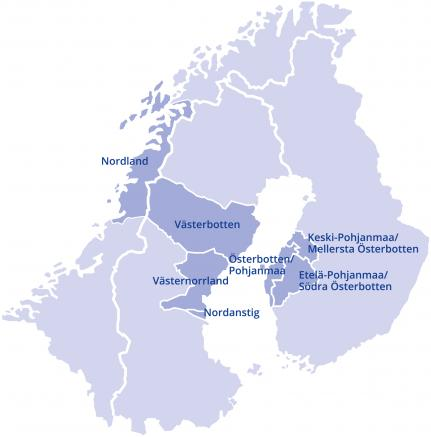 Nordland
Västerbotten
Keski-Pohjanmaa/
Mellersta Österbotten
Österbotten/
Pohjanmaa
Etelä-Pohjanmaa/
Södra Österbotten
Västernorrland
Nordanstig